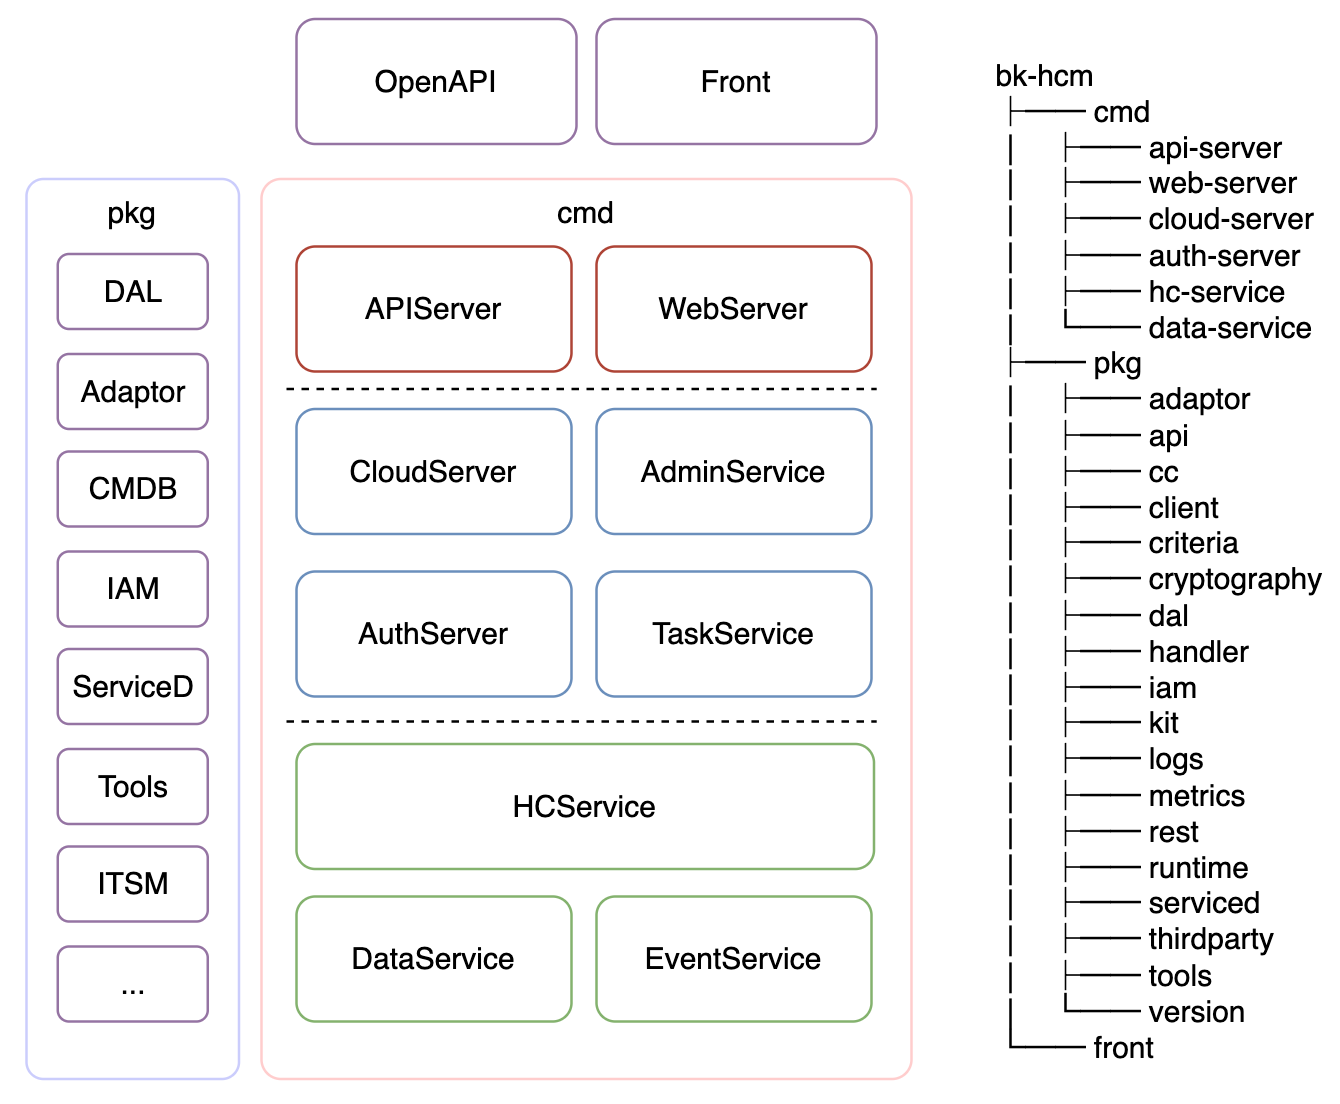 OpenAPI
Front
pkg
DAL
Adaptor
CMDB
IAM
ServiceD
Tools
ITSM
...
cmd
APIServer
WebServer
CloudServer
AdminService
AuthServer
TaskService
HCService
DataService
EventService
bk-hcm
cmd
api-server
web-server
cloud-server
auth-server
hc-service
data-service
pkg
adaptor
api
cc
client
criteria
cryptography
dal
handler
iam
kit
logs
metrics
rest
runtime
serviced
thirdparty
tools
version
front